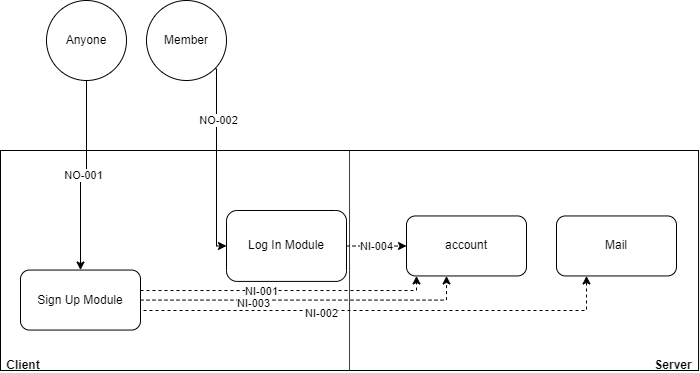 Anyone
Member
NO-002
NO-001
Log In Module
NI-004
account
Mail
Sign Up Module
NI-001
NI-003
NI-002
Client
Server